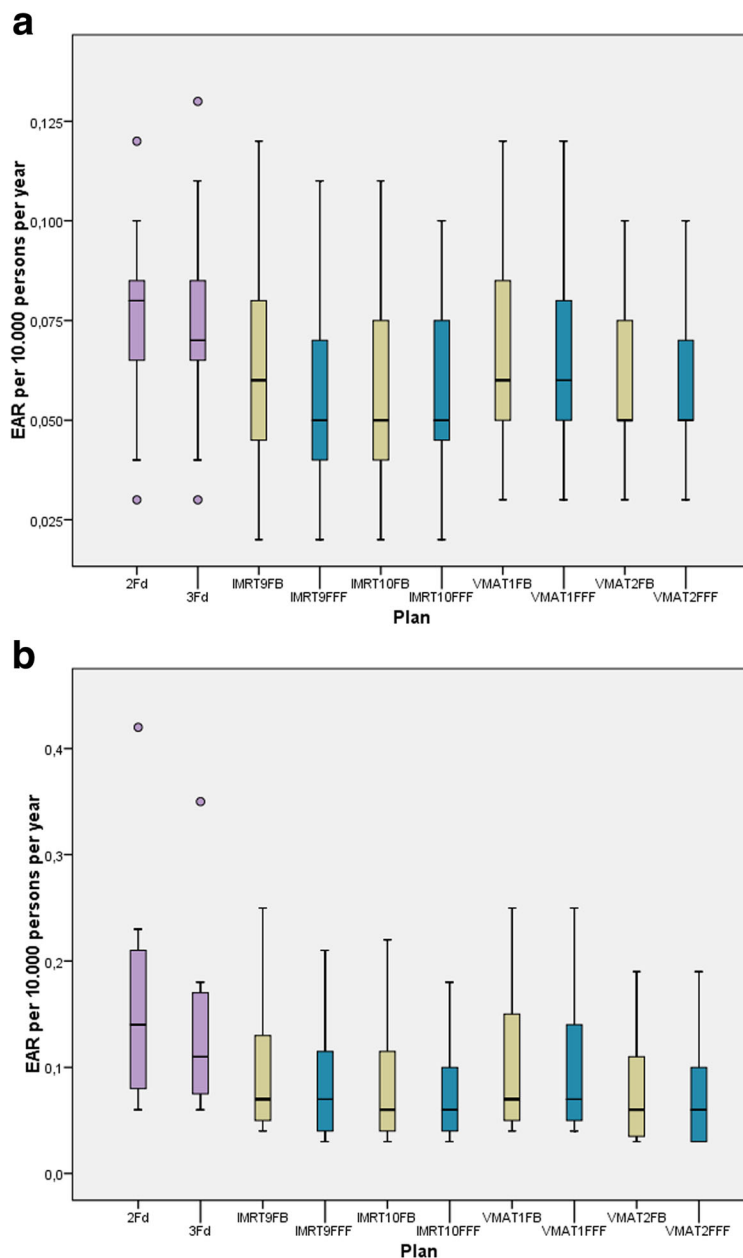 a
EAR per 10.000 persons per year
0,125
0,100
0,075
0,050
0,025
2Fd
3Fd
IMRT9FB
IMRT9FFF
IMRT10FB
IMRT10FFF
VMAT1FB
VMAT1FFF
VMAT2FB
VMAT2FFF
Plan
b
EAR per 10.000 persons per year
0,4
0,3
0,2
0,1
0,0
2Fd
3Fd
IMRT9FB
IMRT9FFF
IMRT10FB
IMRT10FFF
VMAT1FB
VMAT1FFF
VMAT2FB
VMAT2FFF
Plan